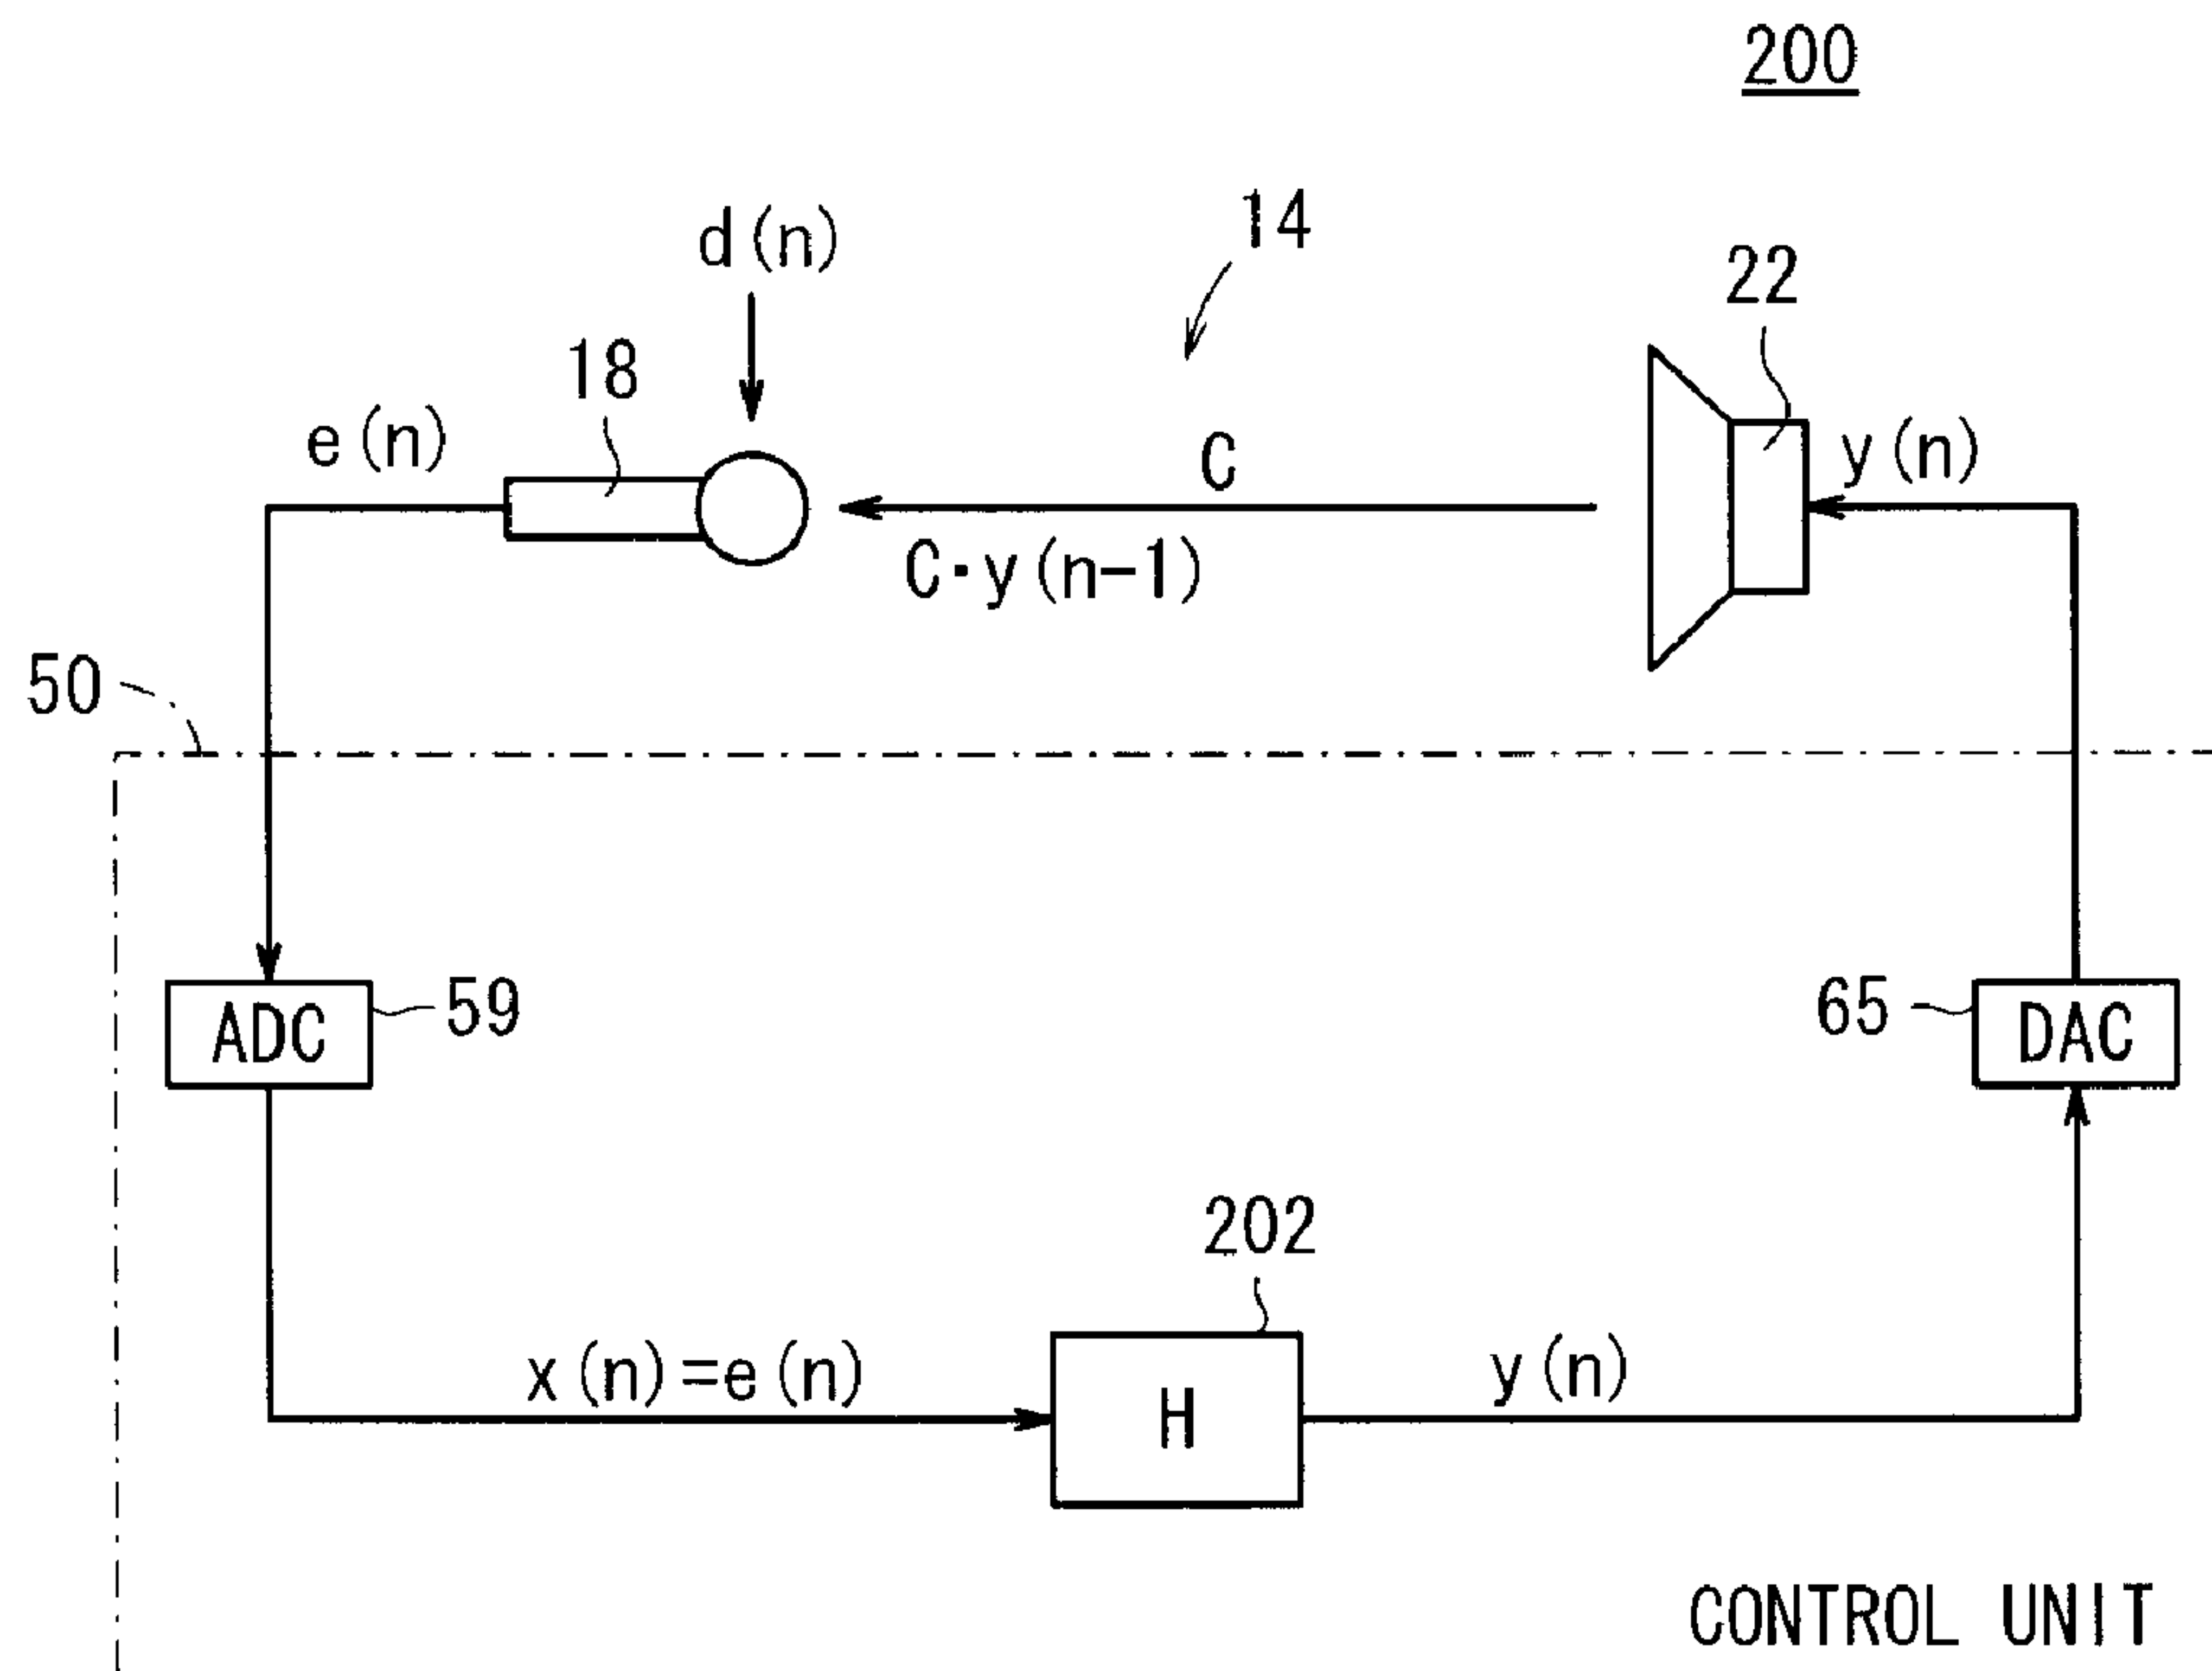 200
14
d(n)
22
18
C
y(n)
e(n)
C·y(n-1)
50
59
65
ADC
DAC
202
x(n)=e(n)
y(n)
H
CONTROL UNIT